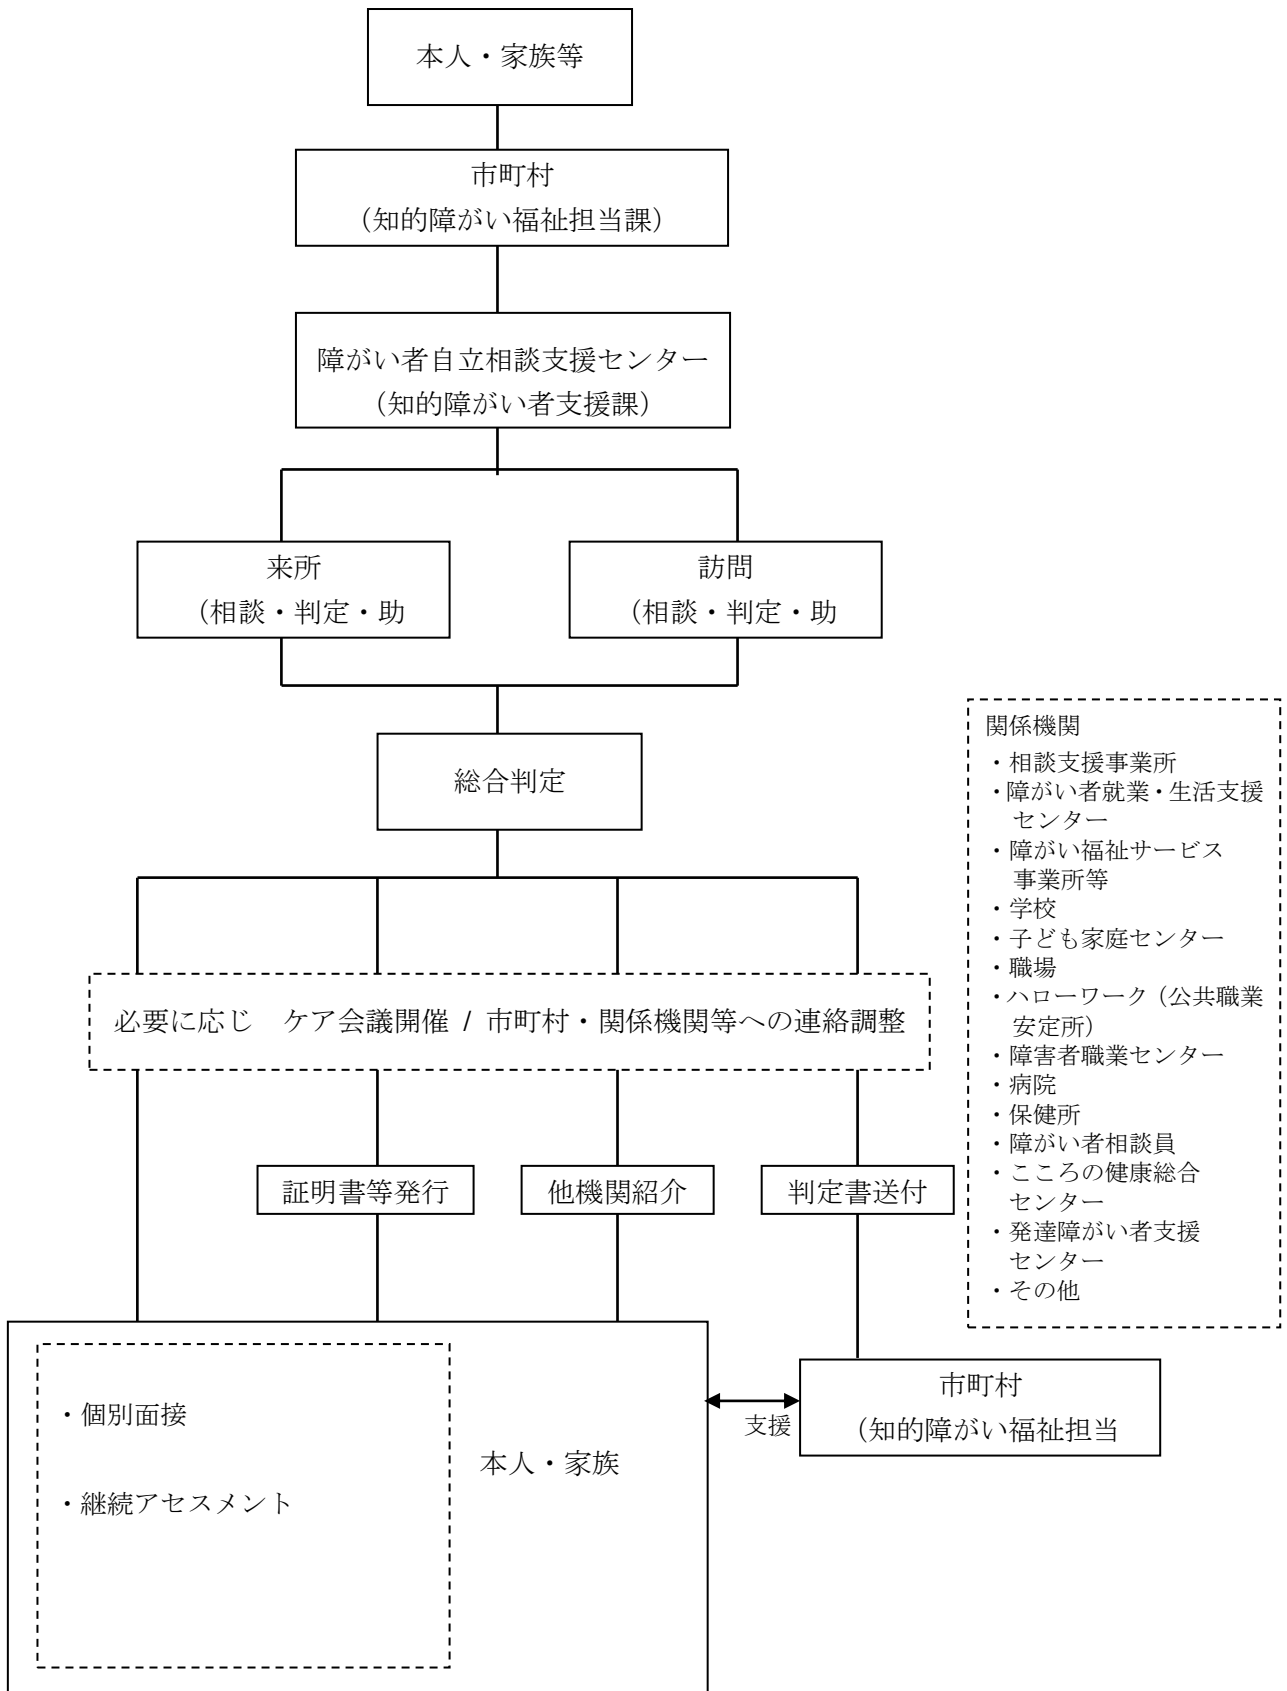 本人・家族等
市町村
（知的障がい福祉担当課）
障がい者自立相談支援センター
（知的障がい者支援課）
来所
（相談・判定・助
訪問
（相談・判定・助
総合判定
必要に応じ　ケア会議開催 / 市町村・関係機関等への連絡調整
証明書等発行
他機関紹介
判定書送付
関係機関
・相談支援事業所
・障がい者就業・生活支援
センター
・障がい福祉サービス
事業所等
・学校
・子ども家庭センター
・職場
・ハローワーク（公共職業
安定所）
・障害者職業センター
・病院
・保健所
・障がい者相談員
・こころの健康総合
センター
・発達障がい者支援
センター
・その他
・個別面接
・継続アセスメント
本人・家族
支援
市町村
（知的障がい福祉担当